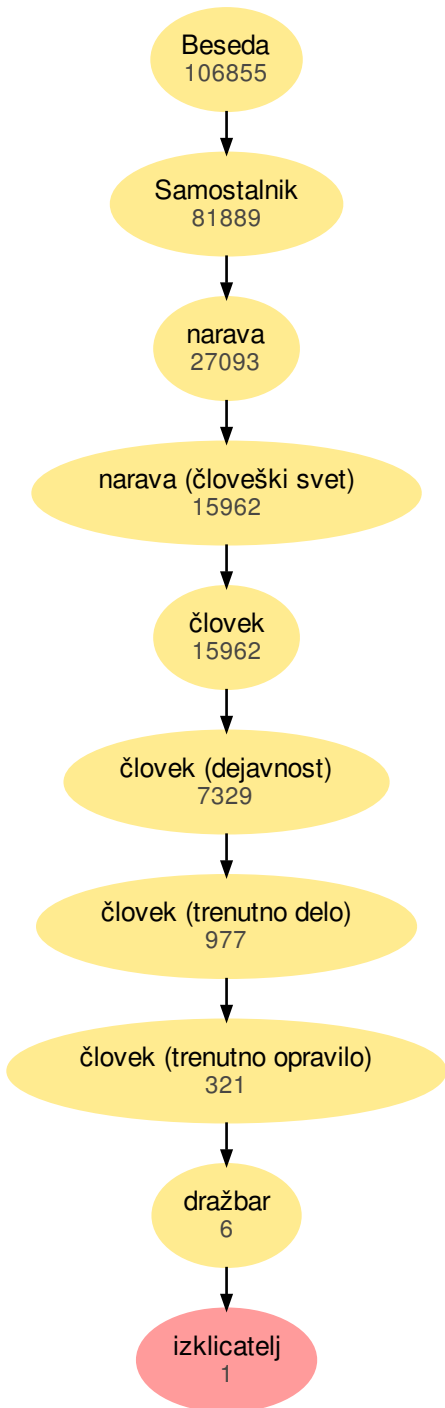 Beseda
106855
Samostalnik
81889
narava
27093
narava (človeški svet)
15962
človek
15962
človek (dejavnost)
7329
človek (trenutno delo)
977
človek (trenutno opravilo)
321
dražbar
6
izklicatelj
1